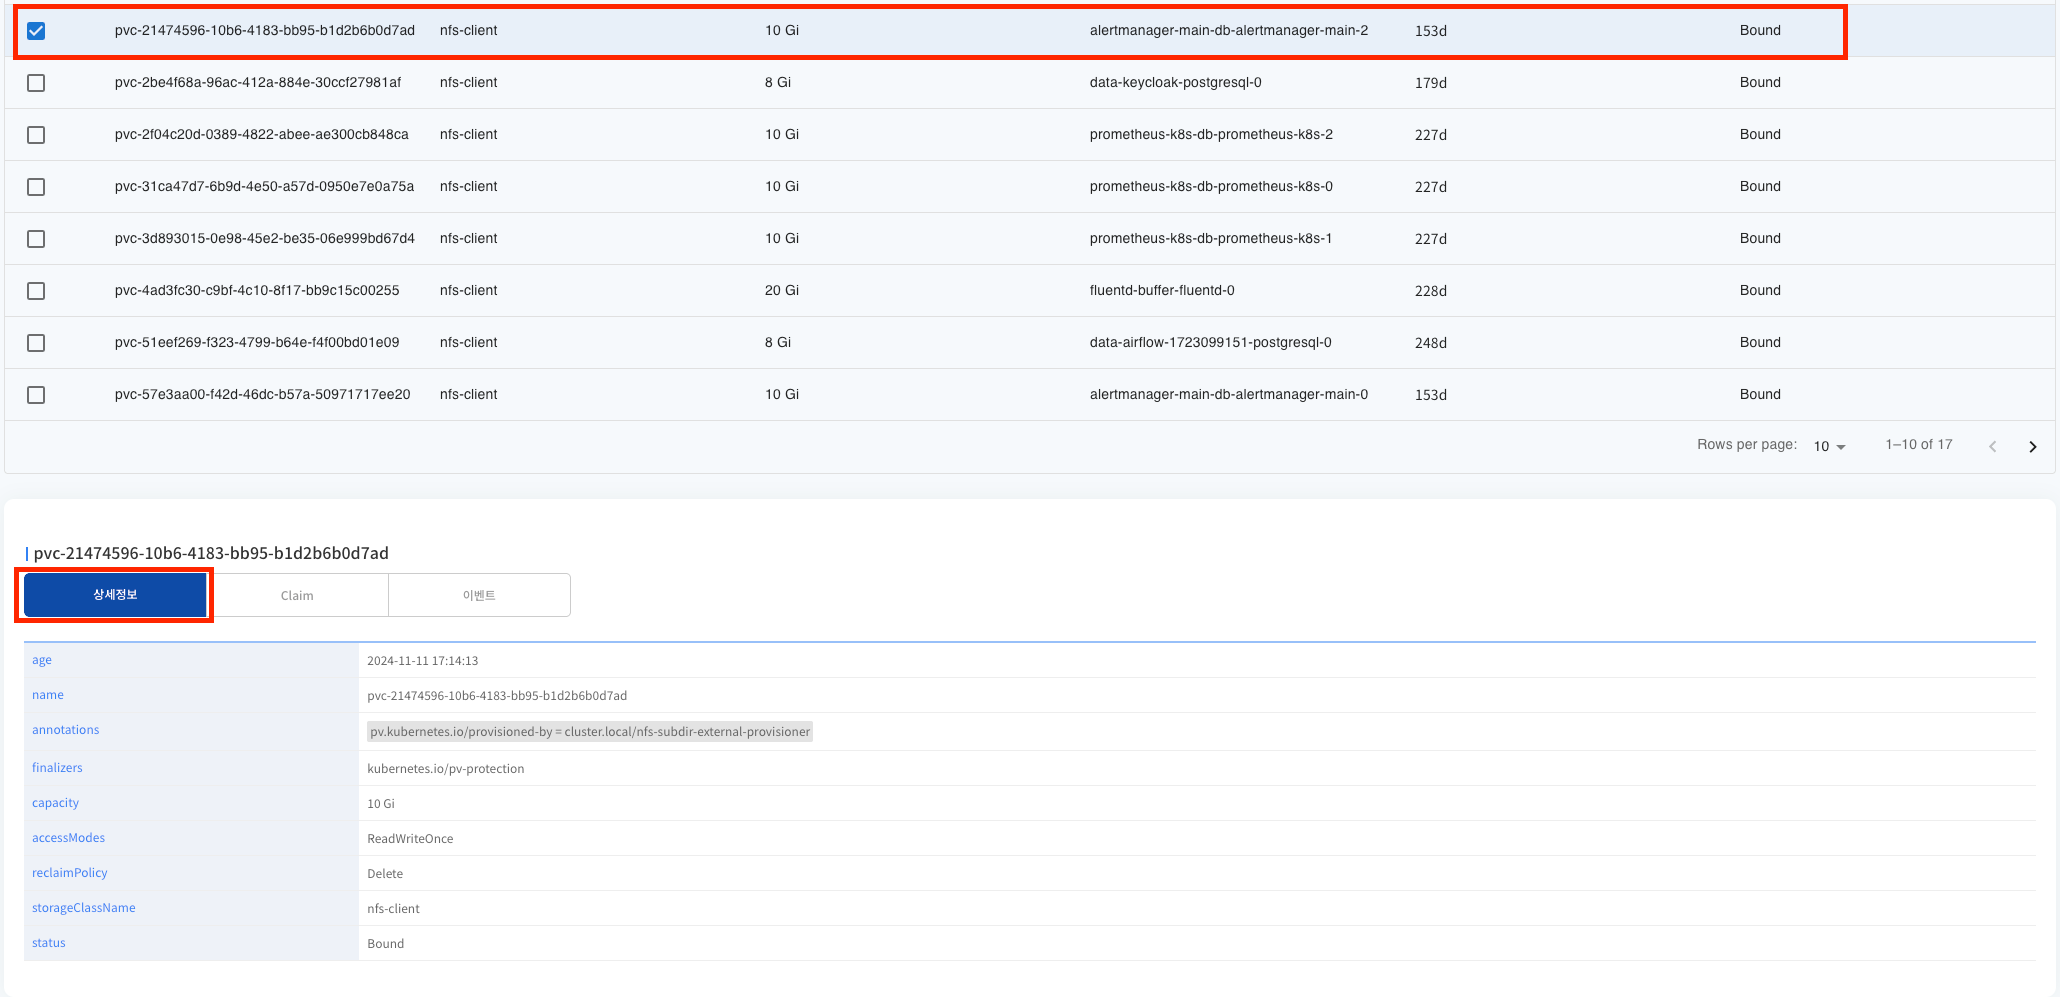 pvc-21474596-10b6-4183-bb95-b1d2b6b0d7ad nfs-client 10 Gi alertmanager-main-db-alertmanager-main-2 153d Bound
pvc-2be4f68a-96ac-412a-884e-30ccf27981af nfs-client 8 Gi data-keycloak-postgresql-0 179d Bound
pvc-2f04c20d-0389-4822-abee-ae300cb848ca nfs-client 10 Gi prometheus-k8s-db-prometheus-k8s-2 227d Bound
pvc-31ca47d7-6b9d-4e50-a57d-0950e7e0a75a nfs-client 10 Gi prometheus-k8s-db-prometheus-k8s-0 227d Bound
pvc-3d893015-0e98-45e2-be35-06e999bd67d4 nfs-client 10 Gi prometheus-k8s-db-prometheus-k8s-1 227d Bound
pvc-4ad3fc30-c9bf-4c10-8f17-bb9c15c00255 nfs-client 20 Gi fluentd-buffer-fluentd-0 228d Bound
pvc-51eef269-f323-4799-b64e-f4f00bd01e09 nfs-client 8 Gi data-airflow-1723099151-postgresql-0 248d Bound
pvc-57e3aa00-f42d-46dc-b57a-50971717ee20 nfs-client 10 Gi alertmanager-main-db-alertmanager-main-0 153d Bound
Rows per page: 10 1–10 of 17
pvc-21474596-10b6-4183-bb95-b1d2b6b0d7ad
상세정보 Claim 이벤트
age 2024-11-11 17:14:13
name pvc-21474596-10b6-4183-bb95-b1d2b6b0d7ad
annotations pv.kubernetes.io/provisioned-by = cluster.local/nfs-subdir-external-provisioner
finalizers kubernetes.io/pv-protection
capacity 10 Gi
accessModes ReadWriteOnce
reclaimPolicy Delete
storageClassName nfs-client
status Bound